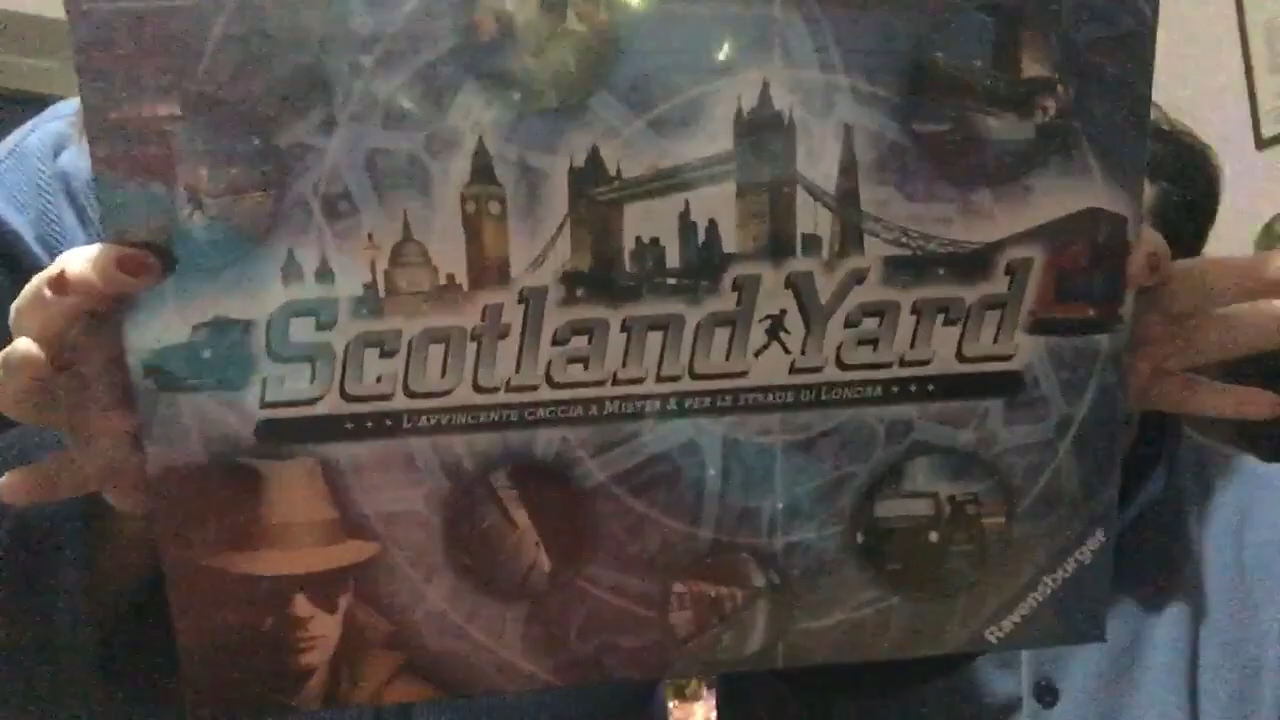 Scotland Yard
L'AVVINCENTE CACCIA A MISTER X PER LE STRADE DI LONDRA
Ravensburger